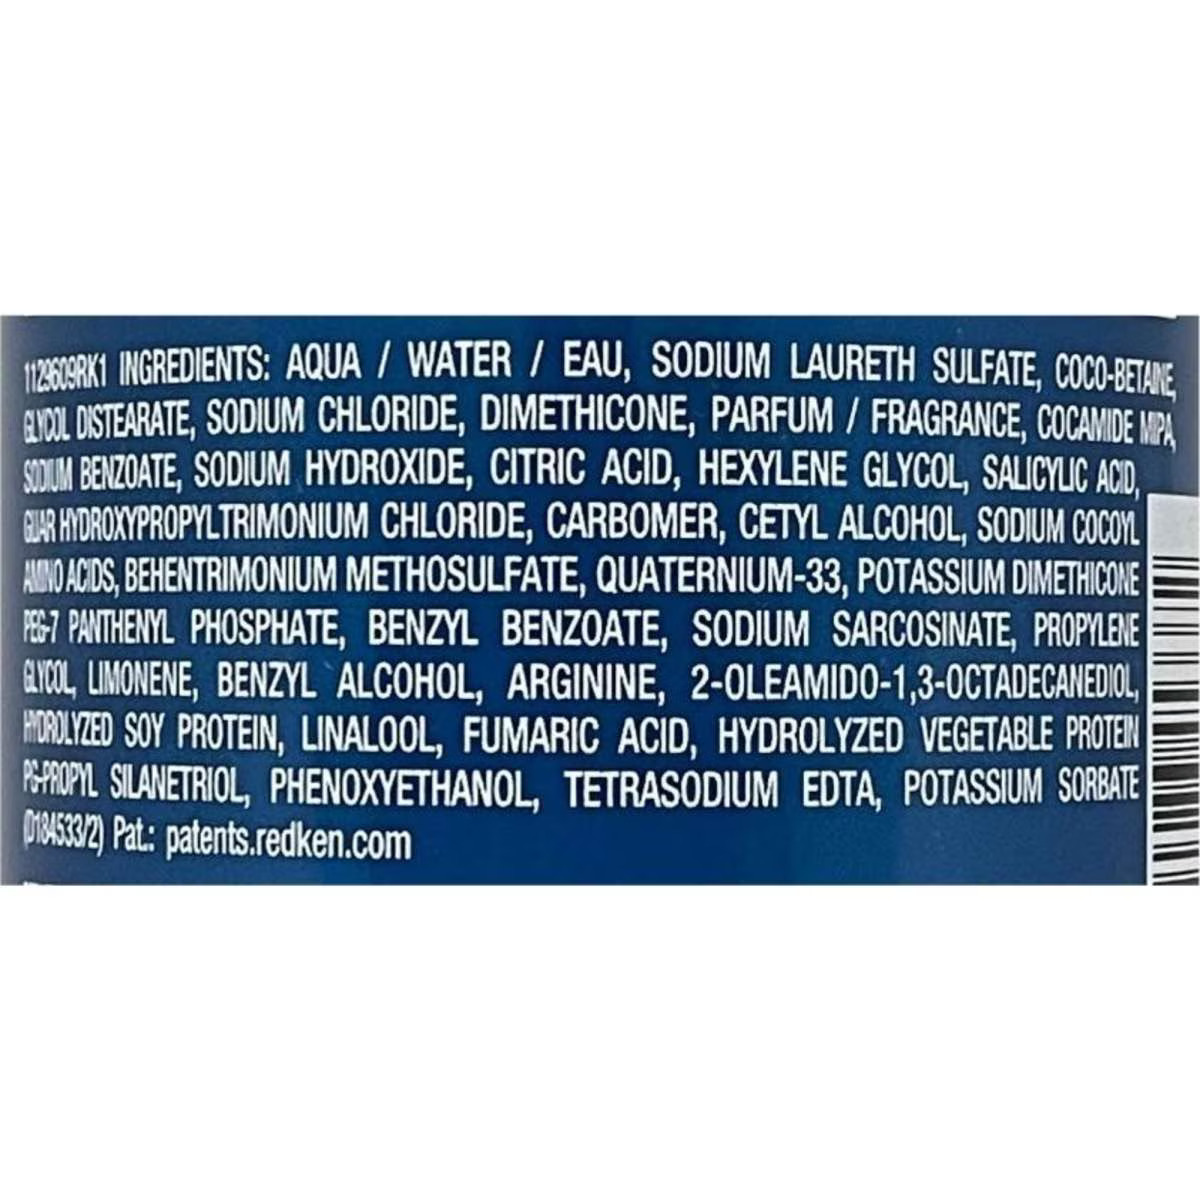 1129609RK1 INGREDIENTS: AQUA / WATER / EAU, SODIUM LAURETH SULFATE, COCO-BETAINE,
GLYCOL DISTEARATE, SODIUM CHLORIDE, DIMETHICONE, PARFUM / FRAGRANCE, COCAMIDE MIPA,
SODIUM BENZOATE, SODIUM HYDROXIDE, CITRIC ACID, HEXYLENE GLYCOL, SALICYLIC ACID,
GUAR HYDROXYPROPYLTRIMONIUM CHLORIDE, CARBOMER, CETYL ALCOHOL, SODIUM COCOYL
AMINO ACIDS, BEHENTRIMONIUM METHOSULFATE, QUATERNIUM-33, POTASSIUM DIMETHICONE
PEG-7 PANTHENYL PHOSPHATE, BENZYL BENZOATE, SODIUM SARCOSINATE, PROPYLENE
GLYCOL, LIMONENE, BENZYL ALCOHOL, ARGININE, 2-OLEAMIDO-1,3-OCTADECANEDIOL,
HYDROLYZED SOY PROTEIN, LINALOOL, FUMARIC ACID, HYDROLYZED VEGETABLE PROTEIN
PG-PROPYL SILANETRIOL, PHENOXYETHANOL, TETRASODIUM EDTA, POTASSIUM SORBATE
(D184533/2) Pat.: patents.redken.com